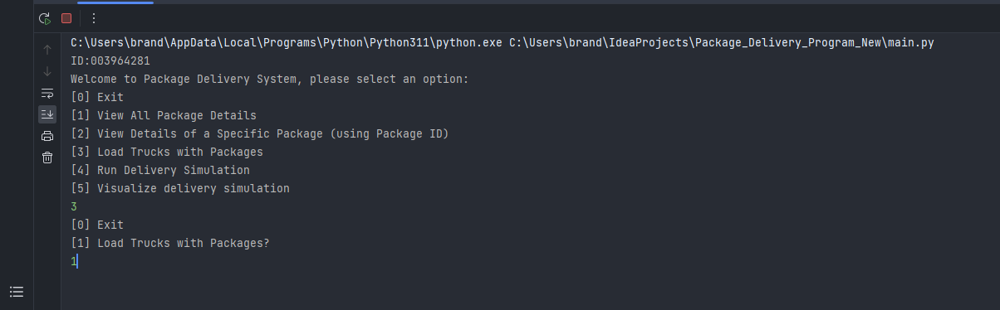 C:\Users\brand\AppData\Local\Programs\Python\Python311\python.exe C:\Users\brand\IdeaProjects\Package_Delivery_Program_New\main.py
ID:003964281
Welcome to Package Delivery System, please select an option:
[0] Exit
[1] View All Package Details
[2] View Details of a Specific Package (using Package ID)
[3] Load Trucks with Packages
[4] Run Delivery Simulation
[5] Visualize delivery simulation
3
[0] Exit
[1] Load Trucks with Packages?
1